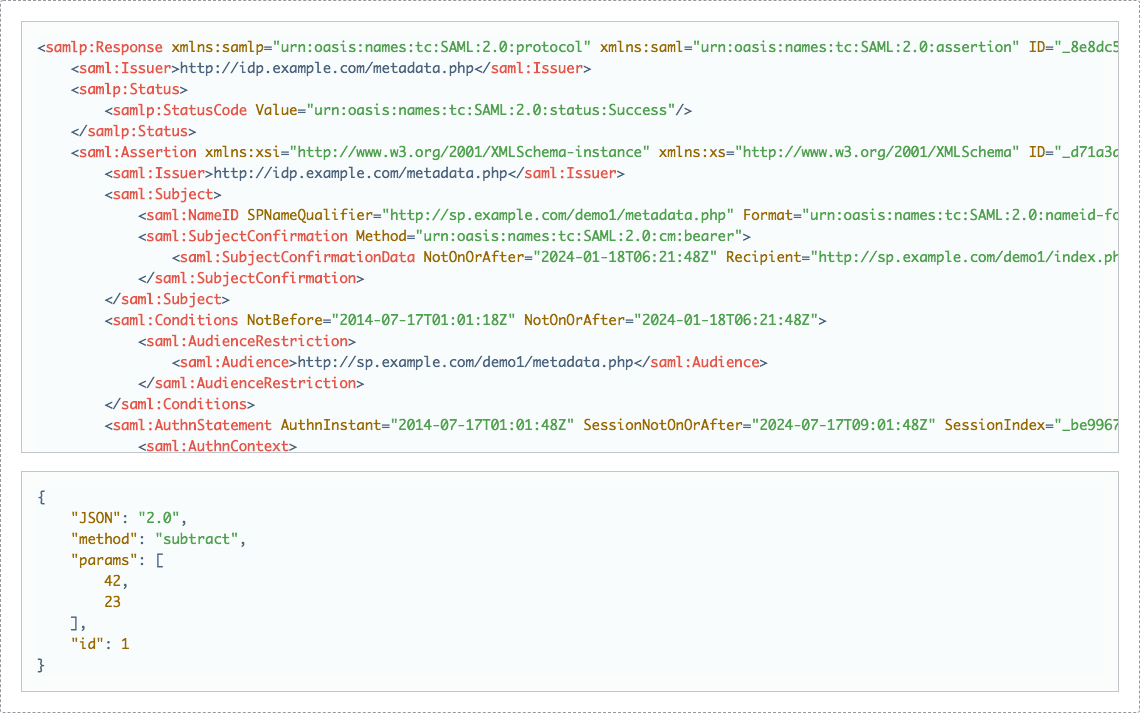 <samlp:Response xmlns:samlp="urn:oasis:names:tc:SAML:2.0:protocol" xmlns:saml="urn:oasis:names:tc:SAML:2.0:assertion" ID="_8e8dc5
    <saml:Issuer>http://idp.example.com/metadata.php</saml:Issuer>
    <samlp:Status>
        <samlp:StatusCode Value="urn:oasis:names:tc:SAML:2.0:status:Success"/>
    </samlp:Status>
    <saml:Assertion xmlns:xsi="http://www.w3.org/2001/XMLSchema-instance" xmlns:xs="http://www.w3.org/2001/XMLSchema" ID="_d71a3a
        <saml:Issuer>http://idp.example.com/metadata.php</saml:Issuer>
        <saml:Subject>
            <saml:NameID SPNameQualifier="http://sp.example.com/demo1/metadata.php" Format="urn:oasis:names:tc:SAML:2.0:nameid-fo
            <saml:SubjectConfirmation Method="urn:oasis:names:tc:SAML:2.0:cm:bearer">
                <saml:SubjectConfirmationData NotOnOrAfter="2024-01-18T06:21:48Z" Recipient="http://sp.example.com/demo1/index.ph
            </saml:SubjectConfirmation>
        </saml:Subject>
        <saml:Conditions NotBefore="2014-07-17T01:01:18Z" NotOnOrAfter="2024-01-18T06:21:48Z">
            <saml:AudienceRestriction>
                <saml:Audience>http://sp.example.com/demo1/metadata.php</saml:Audience>
            </saml:AudienceRestriction>
        </saml:Conditions>
        <saml:AuthnStatement AuthnInstant="2014-07-17T01:01:48Z" SessionNotOnOrAfter="2024-07-17T09:01:48Z" SessionIndex="_be9967
            <saml:AuthnContext>
{
    "JSON": "2.0",
    "method": "subtract",
    "params": [
        42,
        23
    ],
    "id": 1
}